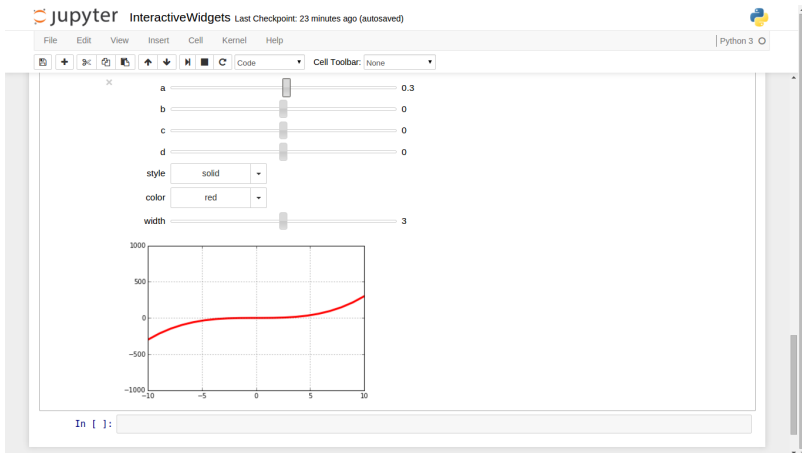 jupyter InteractiveWidgets Last Checkpoint: 23 minutes ago (autosaved)
File Edit View Insert Cell Kernel Help Python 3
Code Cell Toolbar: None
a 0.3
b 0
c 0
d 0
style solid
color red
width 3
1000
500
0
−500
−1000
−10 −5 0 5 10
In [ ]: